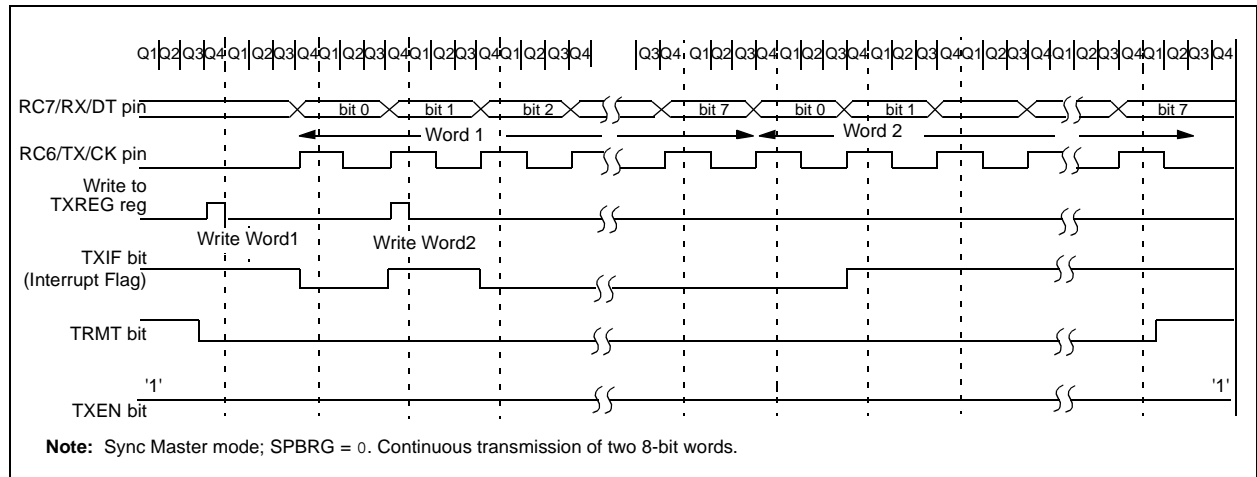 Q1 Q2 Q3 Q4 Q1 Q2 Q3 Q4 Q1 Q2 Q3 Q4 Q1 Q2 Q3 Q4 Q1 Q2 Q3 Q4 Q3 Q4 Q1 Q2 Q3 Q4 Q1 Q2 Q3 Q4 Q1 Q2 Q3 Q4 Q1 Q2 Q3 Q4 Q1 Q2 Q3 Q4 Q1 Q2 Q3 Q4
RC7/RX/DT pin bit 0 bit 1 bit 2 bit 7 bit 0 bit 1 bit 7
Word 1 Word 2
RC6/TX/CK pin
Write to
TXREG reg
Write Word1 Write Word2
TXIF bit
(Interrupt Flag)
TRMT bit
'1' '1'
TXEN bit
Note: Sync Master mode; SPBRG = 0. Continuous transmission of two 8-bit words.